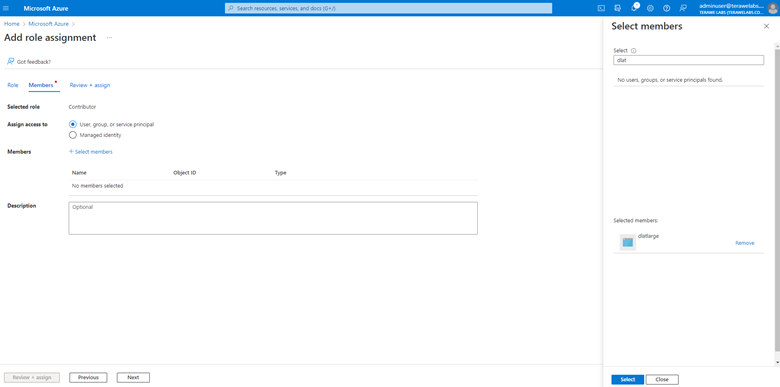 Microsoft Azure
Search resources, services, and docs (G+/)
1
adminuser@terawelabs....
TERAWE LABS (TERAWELABS.CO...
Home > Microsoft Azure >
Add role assignment ...
Got feedback?
Role
Members *
Review + assign
Selected role
Contributor
Assign access to
User, group, or service principal
Managed identity
Members
+ Select members
Name
Object ID
Type
No members selected
Description
Optional
Review + assign
Previous
Next
Select members
Select
dlat
No users, groups, or service principals found.
Selected members:
dlatlarge
Remove
Select
Close